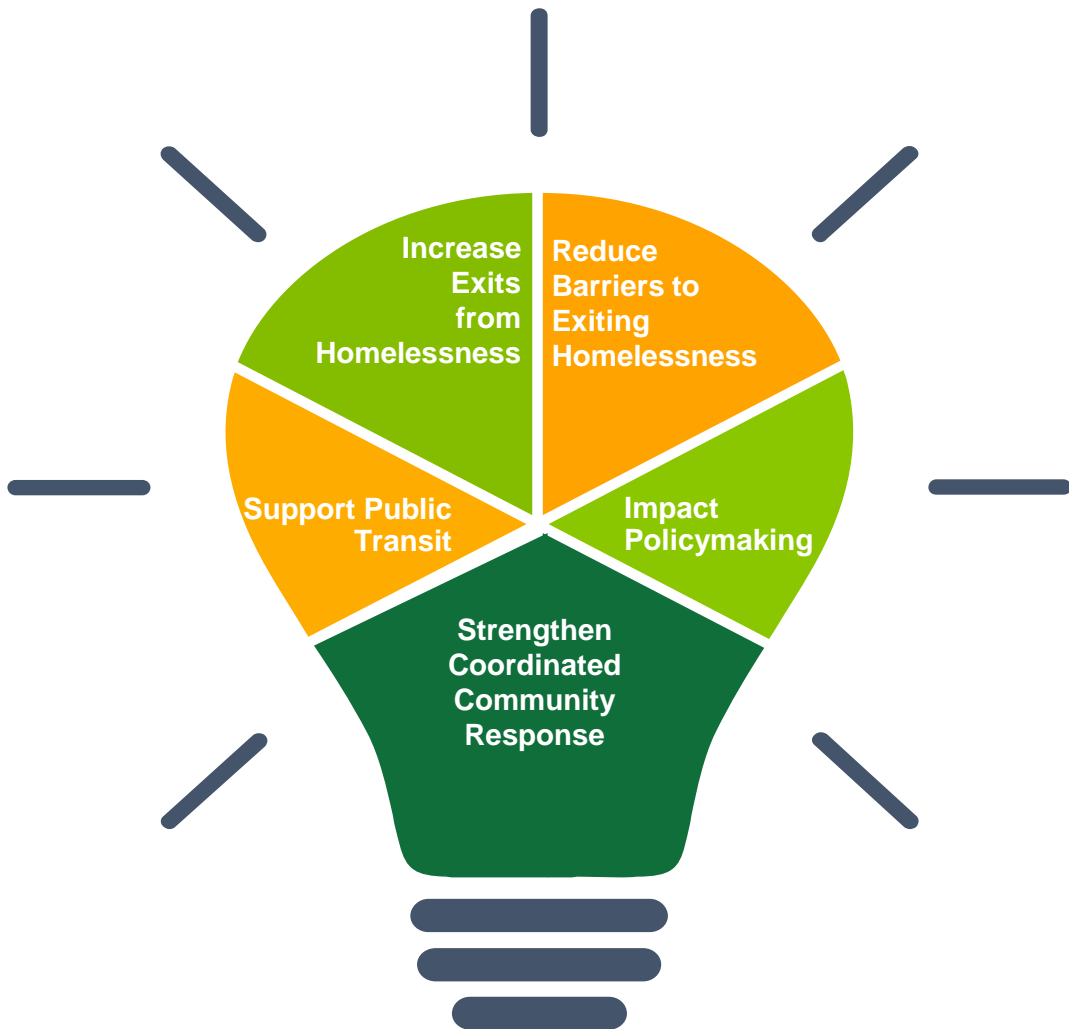 Increase
Exits
from
Homelessness
Reduce
Barriers to
Exiting
Homelessness
Support Public
Transit
Impact
Policymaking
Strengthen
Coordinated
Community
Response